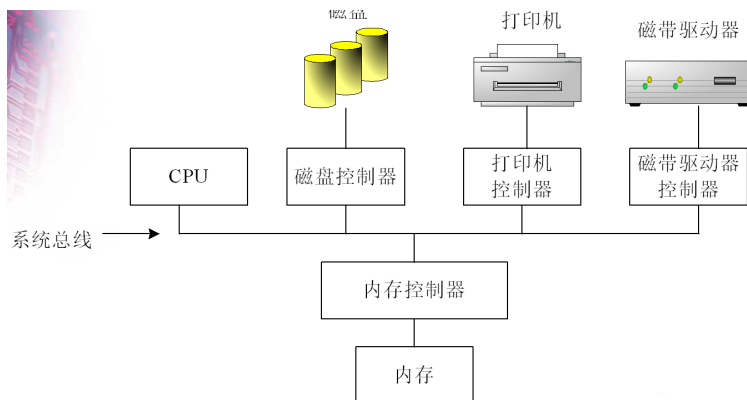 磁盘
打印机
磁带驱动器
CPU
磁盘控制器
打印机
控制器
磁带驱动器
控制器
系统总线
内存控制器
内存